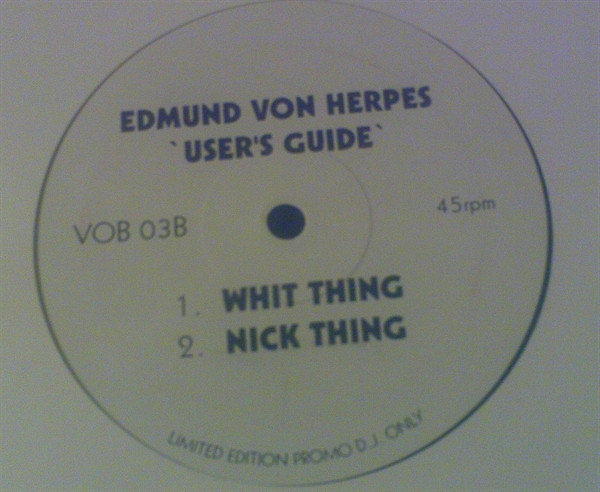 EDMUND VON HERPES
`USER'S GUIDE`
VOB 03B
45rpm
1. WHIT THING
2. NICK THING
LIMITED EDITION PROMO D.J. ONLY